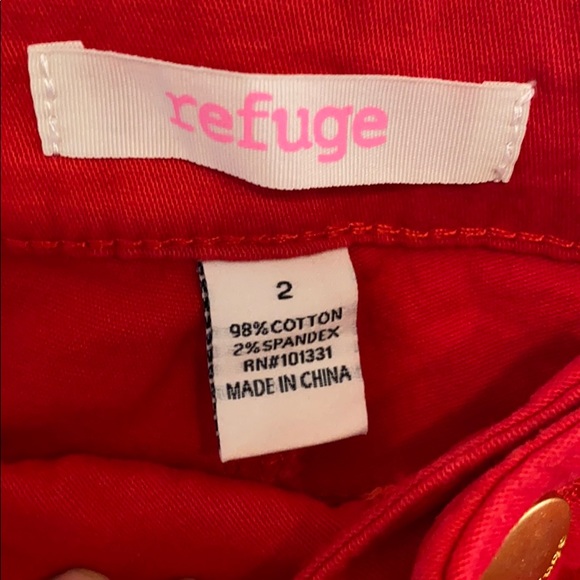 refuge
2
98%COTTON
2%SPANDEX
RN#101331
MADE IN CHINA